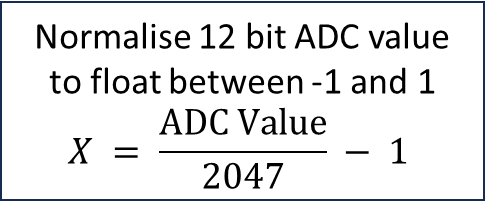 Normalise 12 bit ADC value
to float between -1 and 1
X = ADC Value / 2047 − 1